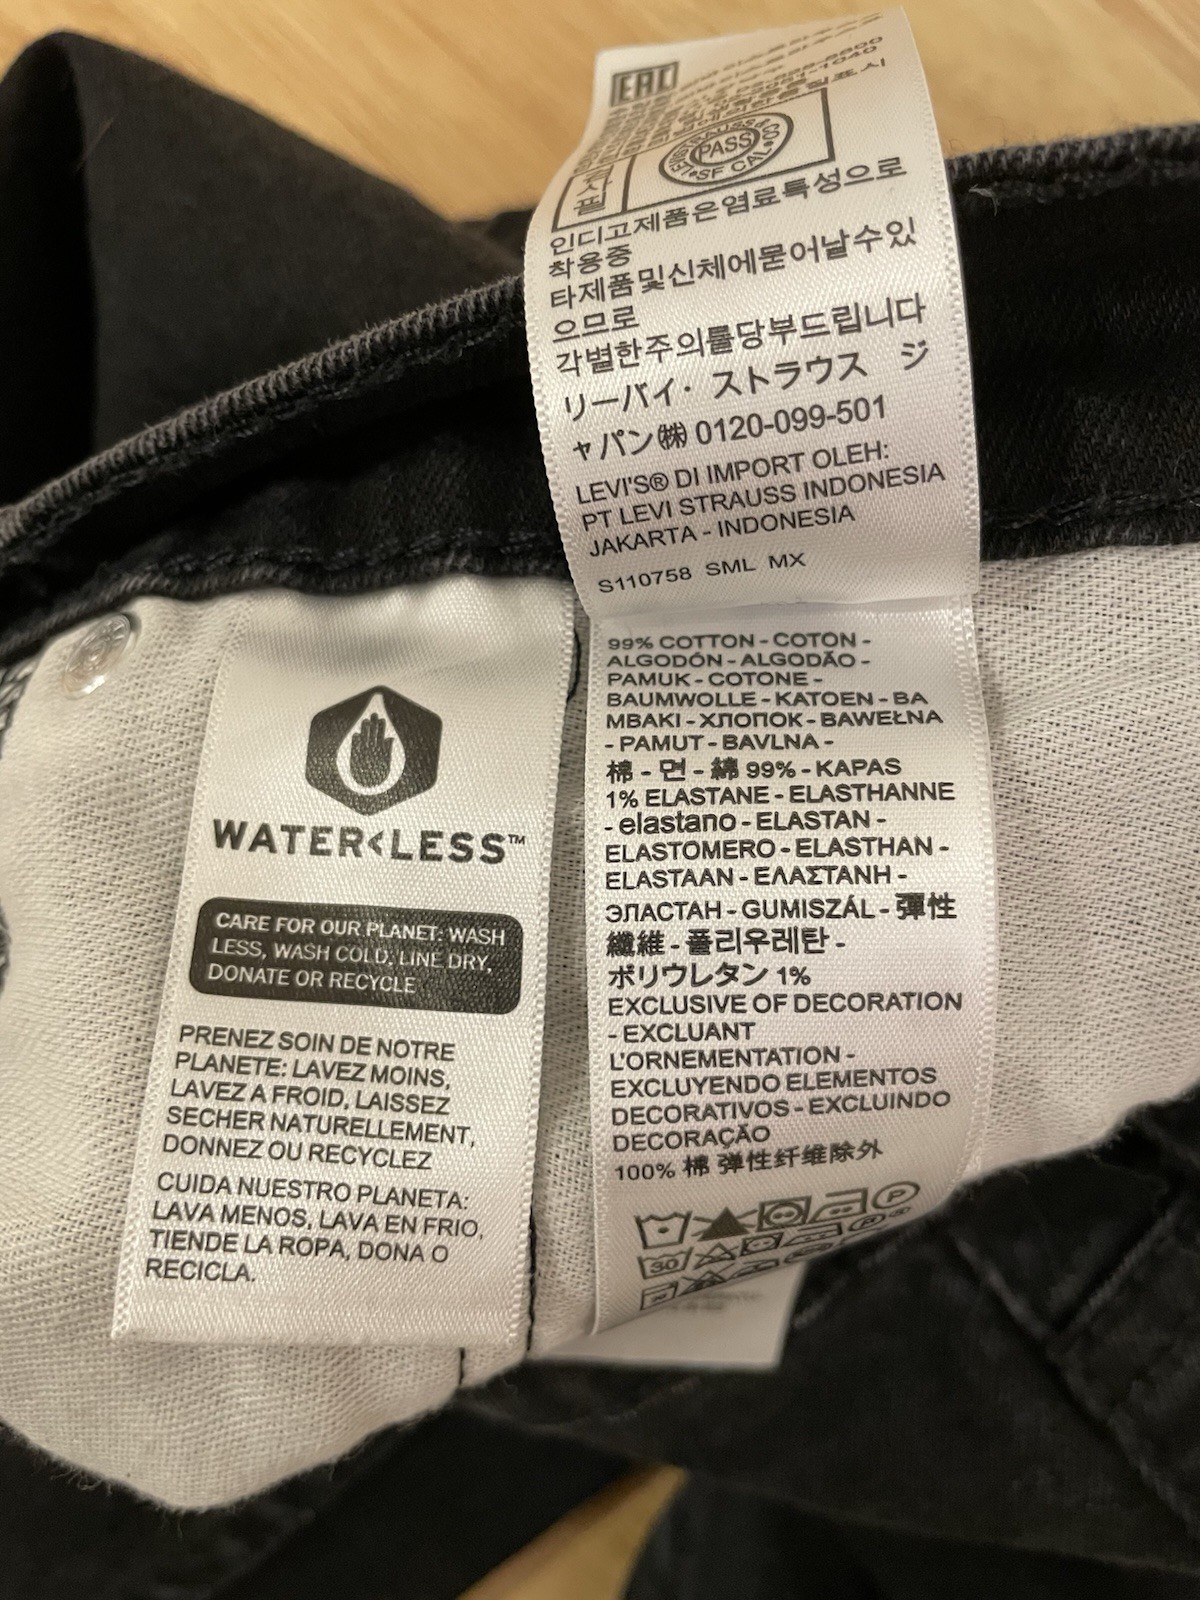 WATER<LESS™
CARE FOR OUR PLANET: WASH
LESS, WASH COLD, LINE DRY,
DONATE OR RECYCLE
PRENEZ SOIN DE NOTRE
PLANETE: LAVEZ MOINS,
LAVEZ A FROID, LAISSEZ
SECHER NATURELLEMENT,
DONNEZ OU RECYCLEZ
CUIDA NUESTRO PLANETA:
LAVA MENOS, LAVA EN FRIO,
TIENDE LA ROPA, DONA O
RECICLA.
EAC
PASS
SF CAL
인디고제품은염료특성으로
착용중
타제품및신체에묻어날수있
으므로
각별한주의를당부드립니다
リーバイ・ストラウス ジ
ャパン㈱ 0120-099-501
LEVI'S® DI IMPORT OLEH:
PT LEVI STRAUSS INDONESIA
JAKARTA - INDONESIA
S110758 SML MX
99% COTTON - COTON -
ALGODÓN - ALGODÃO -
PAMUK - COTONE -
BAUMWOLLE - KATOEN - BA
MBAKI - ХЛОПОК - BAWEŁNA
- PAMUT - BAVLNA -
棉 - 면 - 綿 99% - KAPAS
1% ELASTANE - ELASTHANNE
- elastano - ELASTAN -
ELASTOMERO - ELASTHAN -
ELASTAAN - ΕΛΑΣΤΑΝΗ -
ЭЛАСТАН - GUMISZÁL - 彈性
纖維 - 폴리우레탄 -
ポリウレタン 1%
EXCLUSIVE OF DECORATION
- EXCLUANT
L'ORNEMENTATION -
EXCLUYENDO ELEMENTOS
DECORATIVOS - EXCLUINDO
DECORAÇÃO
100% 棉 弹性纤维除外
P
30